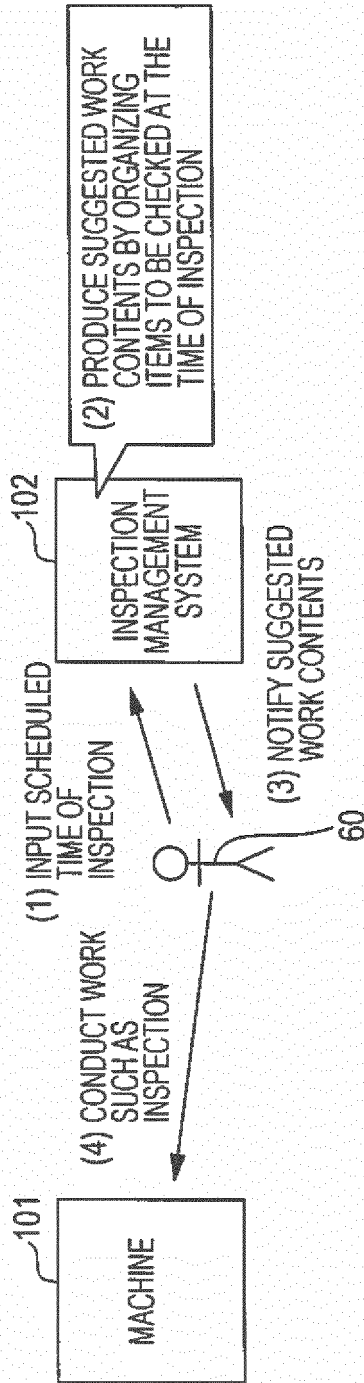 101
MACHINE
(4) CONDUCT WORK
SUCH AS
INSPECTION
(1) INPUT SCHEDULED
TIME OF
INSPECTION
60
(3) NOTIFY SUGGESTED
WORK CONTENTS
102
INSPECTION
MANAGEMENT
SYSTEM
(2) PRODUCE SUGGESTED WORK
CONTENTS BY ORGANIZING
ITEMS TO BE CHECKED AT THE
TIME OF INSPECTION